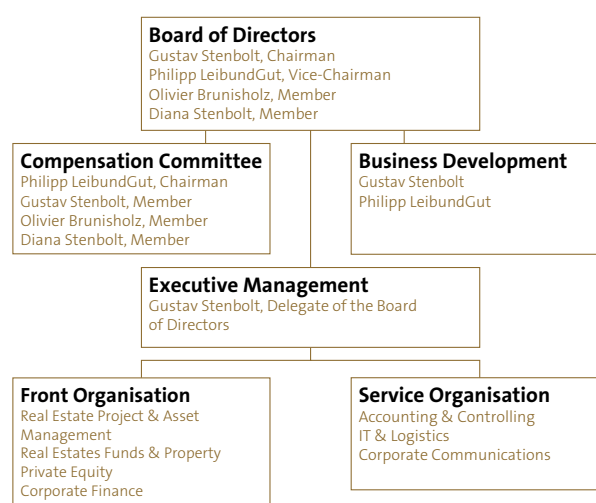 Board of Directors
Gustav Stenbolt, Chairman
Philipp LeibundGut, Vice-Chairman
Olivier Brunisholz, Member
Diana Stenbolt, Member
Compensation Committee
Philipp LeibundGut, Chairman
Gustav Stenbolt, Member
Olivier Brunisholz, Member
Diana Stenbolt, Member
Business Development
Gustav Stenbolt
Philipp LeibundGut
Executive Management
Gustav Stenbolt, Delegate of the Board
of Directors
Front Organisation
Real Estate Project & Asset
Management
Real Estates Funds & Property
Private Equity
Corporate Finance
Service Organisation
Accounting & Controlling
IT & Logistics
Corporate Communications